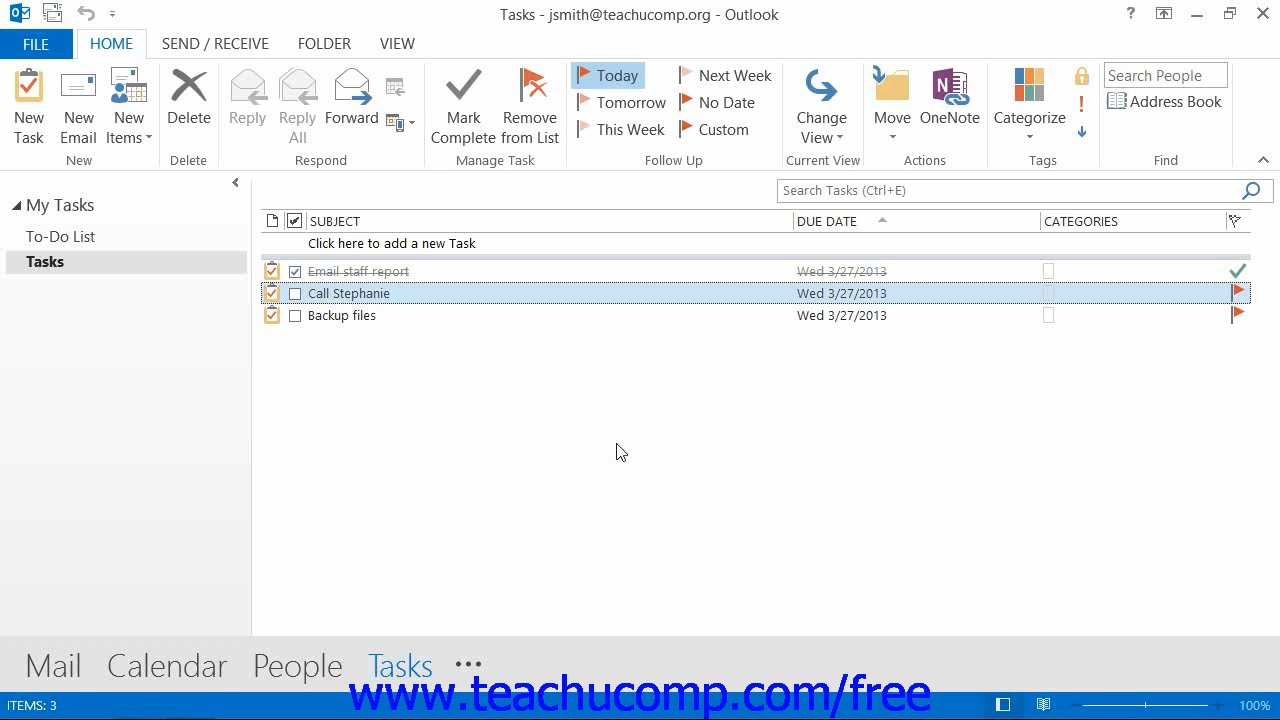 Tasks - jsmith@teachucomp.org - Outlook
FILE HOME SEND / RECEIVE FOLDER VIEW
New Task
New Email
New Items
New
Delete
Delete
Reply
Reply All
Forward
Respond
Mark Complete
Remove from List
Manage Task
Today
Tomorrow
This Week
Next Week
No Date
Custom
Follow Up
Change View
Current View
Move
OneNote
Actions
Categorize
Tags
Search People
Address Book
Find
My Tasks
To-Do List
Tasks
Search Tasks (Ctrl+E)
SUBJECT DUE DATE CATEGORIES
Click here to add a new Task
Email staff report Wed 3/27/2013
Call Stephanie Wed 3/27/2013
Backup files Wed 3/27/2013
Mail Calendar People Tasks •••
www.teachucomp.com/free
ITEMS: 3 100%